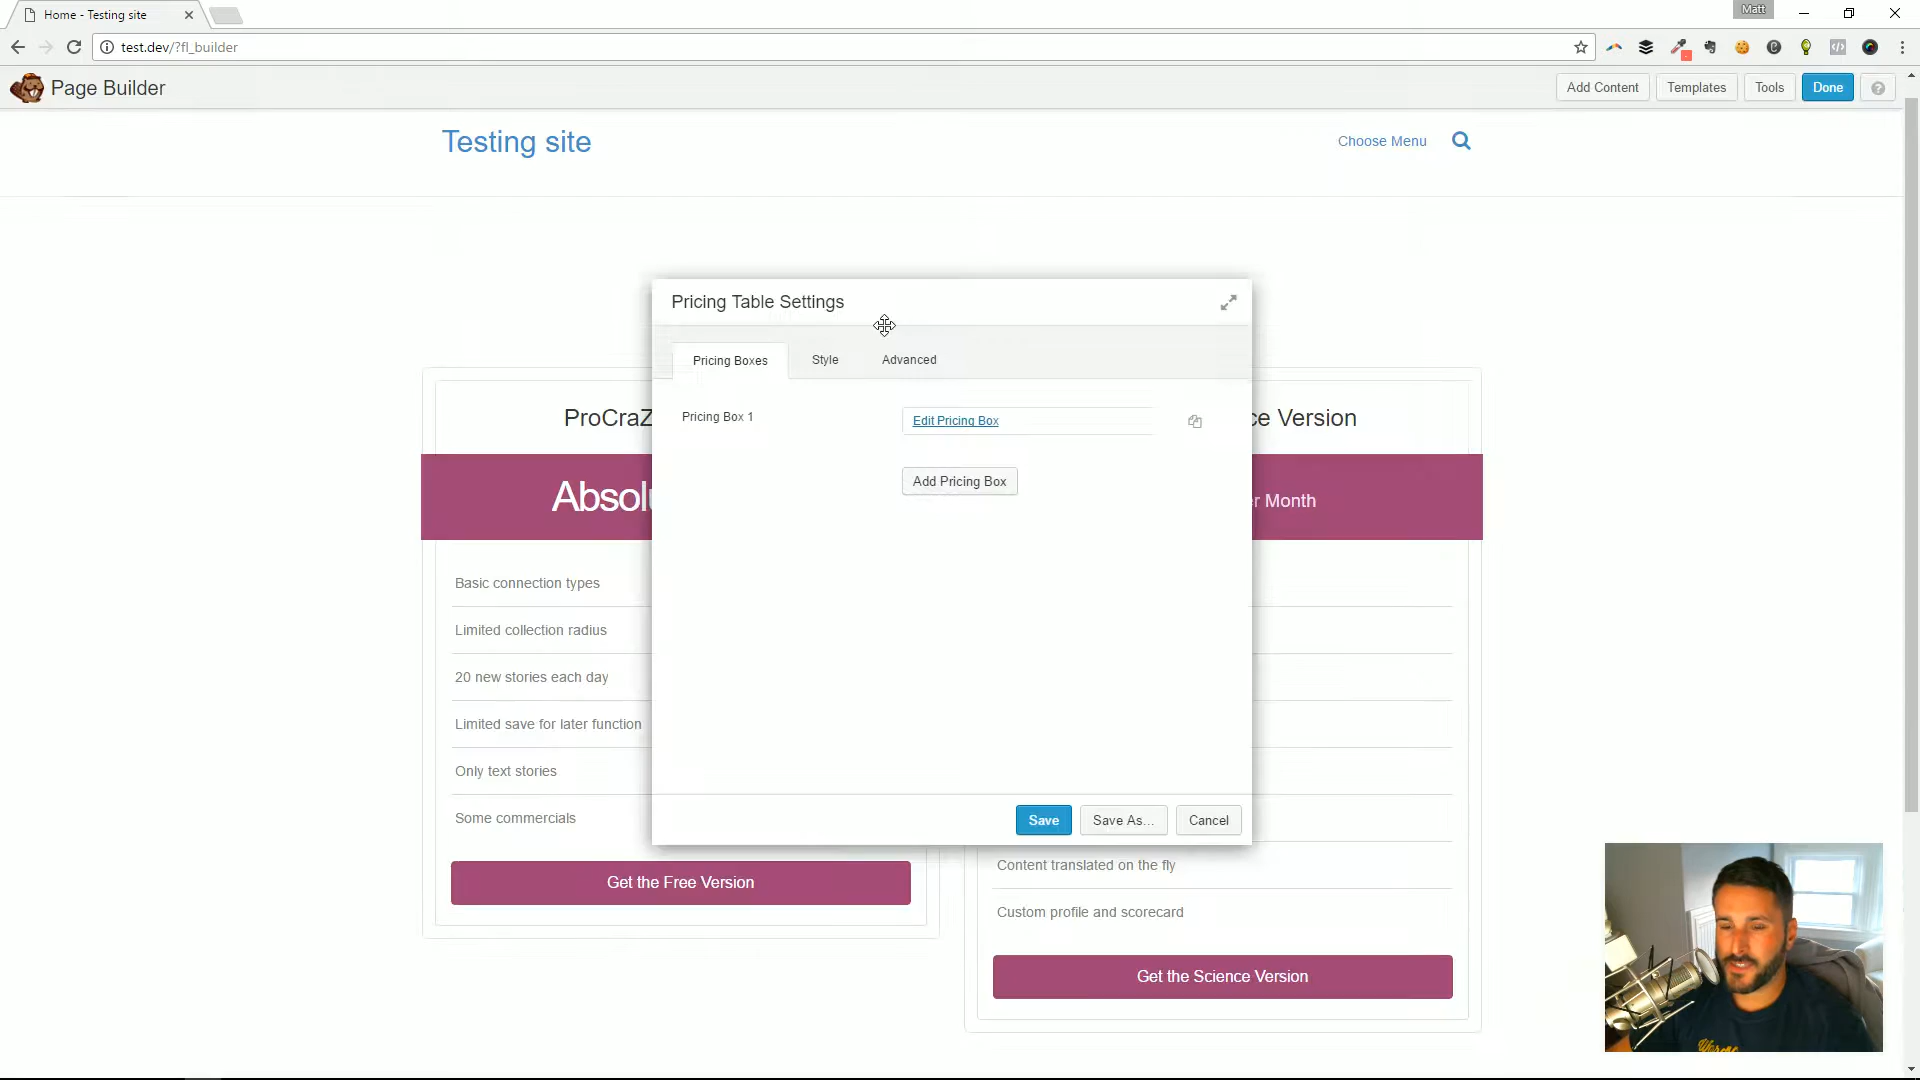 Home - Testing site
Matt
test.dev/?fl_builder
Page Builder
Add Content
Templates
Tools
Done
Testing site
Choose Menu
Pricing Table Settings
Pricing Boxes
Style
Advanced
Pricing Box 1
Edit Pricing Box
Add Pricing Box
Save
Save As...
Cancel
ProCraZ
Absolu
Basic connection types
Limited collection radius
20 new stories each day
Limited save for later function
Only text stories
Some commercials
Get the Free Version
ce Version
er Month
Content translated on the fly
Custom profile and scorecard
Get the Science Version